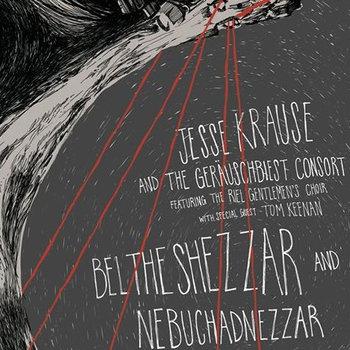 JESSE KRAUSE
AND THE GERÄUSCHBIEST CONSORT
FEATURING THE RIEL GENTLEMEN'S CHOIR
WITH SPECIAL GUEST - TOM KEENAN
BELTHESHEZZAR AND
NEBUCHADNEZZAR